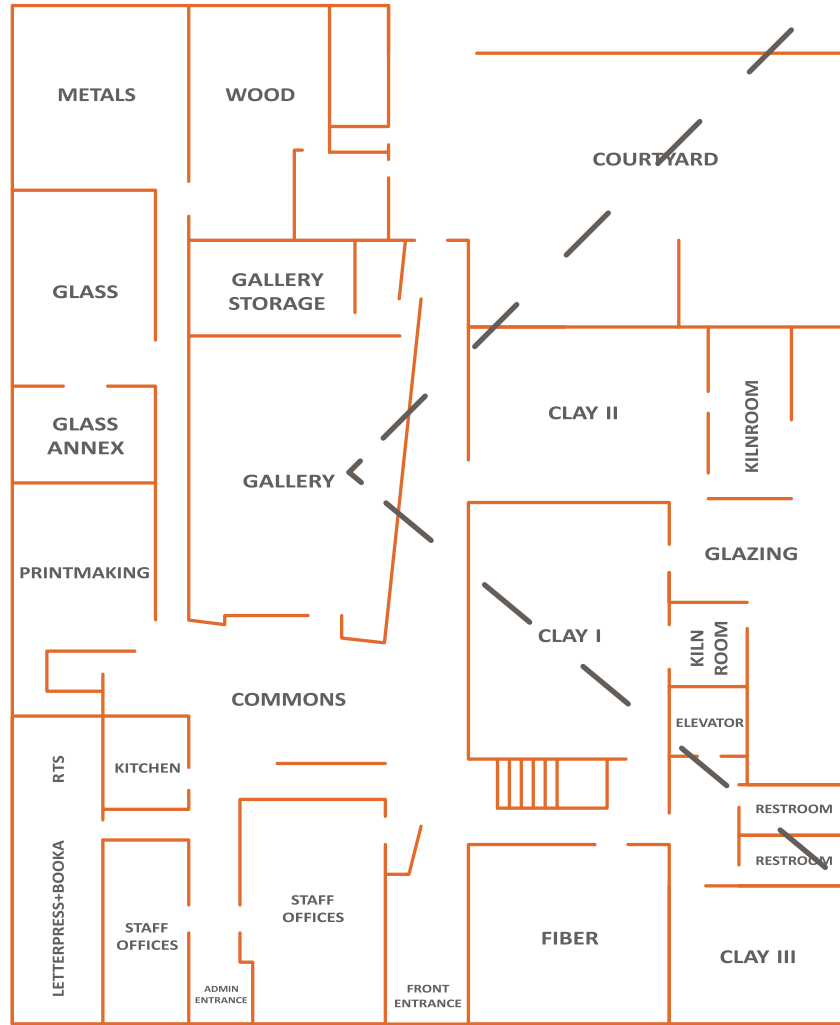 METALS
WOOD
COURTYARD
GLASS
GALLERY
STORAGE
CLAY II
KILNROOM
GLASS
ANNEX
GALLERY
GLAZING
PRINTMAKING
CLAY I
KILN
ROOM
COMMONS
ELEVATOR
RTS
KITCHEN
RESTROOM
RESTROOM
LETTERPRESS+BOOKA
STAFF
OFFICES
STAFF
OFFICES
FIBER
CLAY III
ADMIN
ENTRANCE
FRONT
ENTRANCE